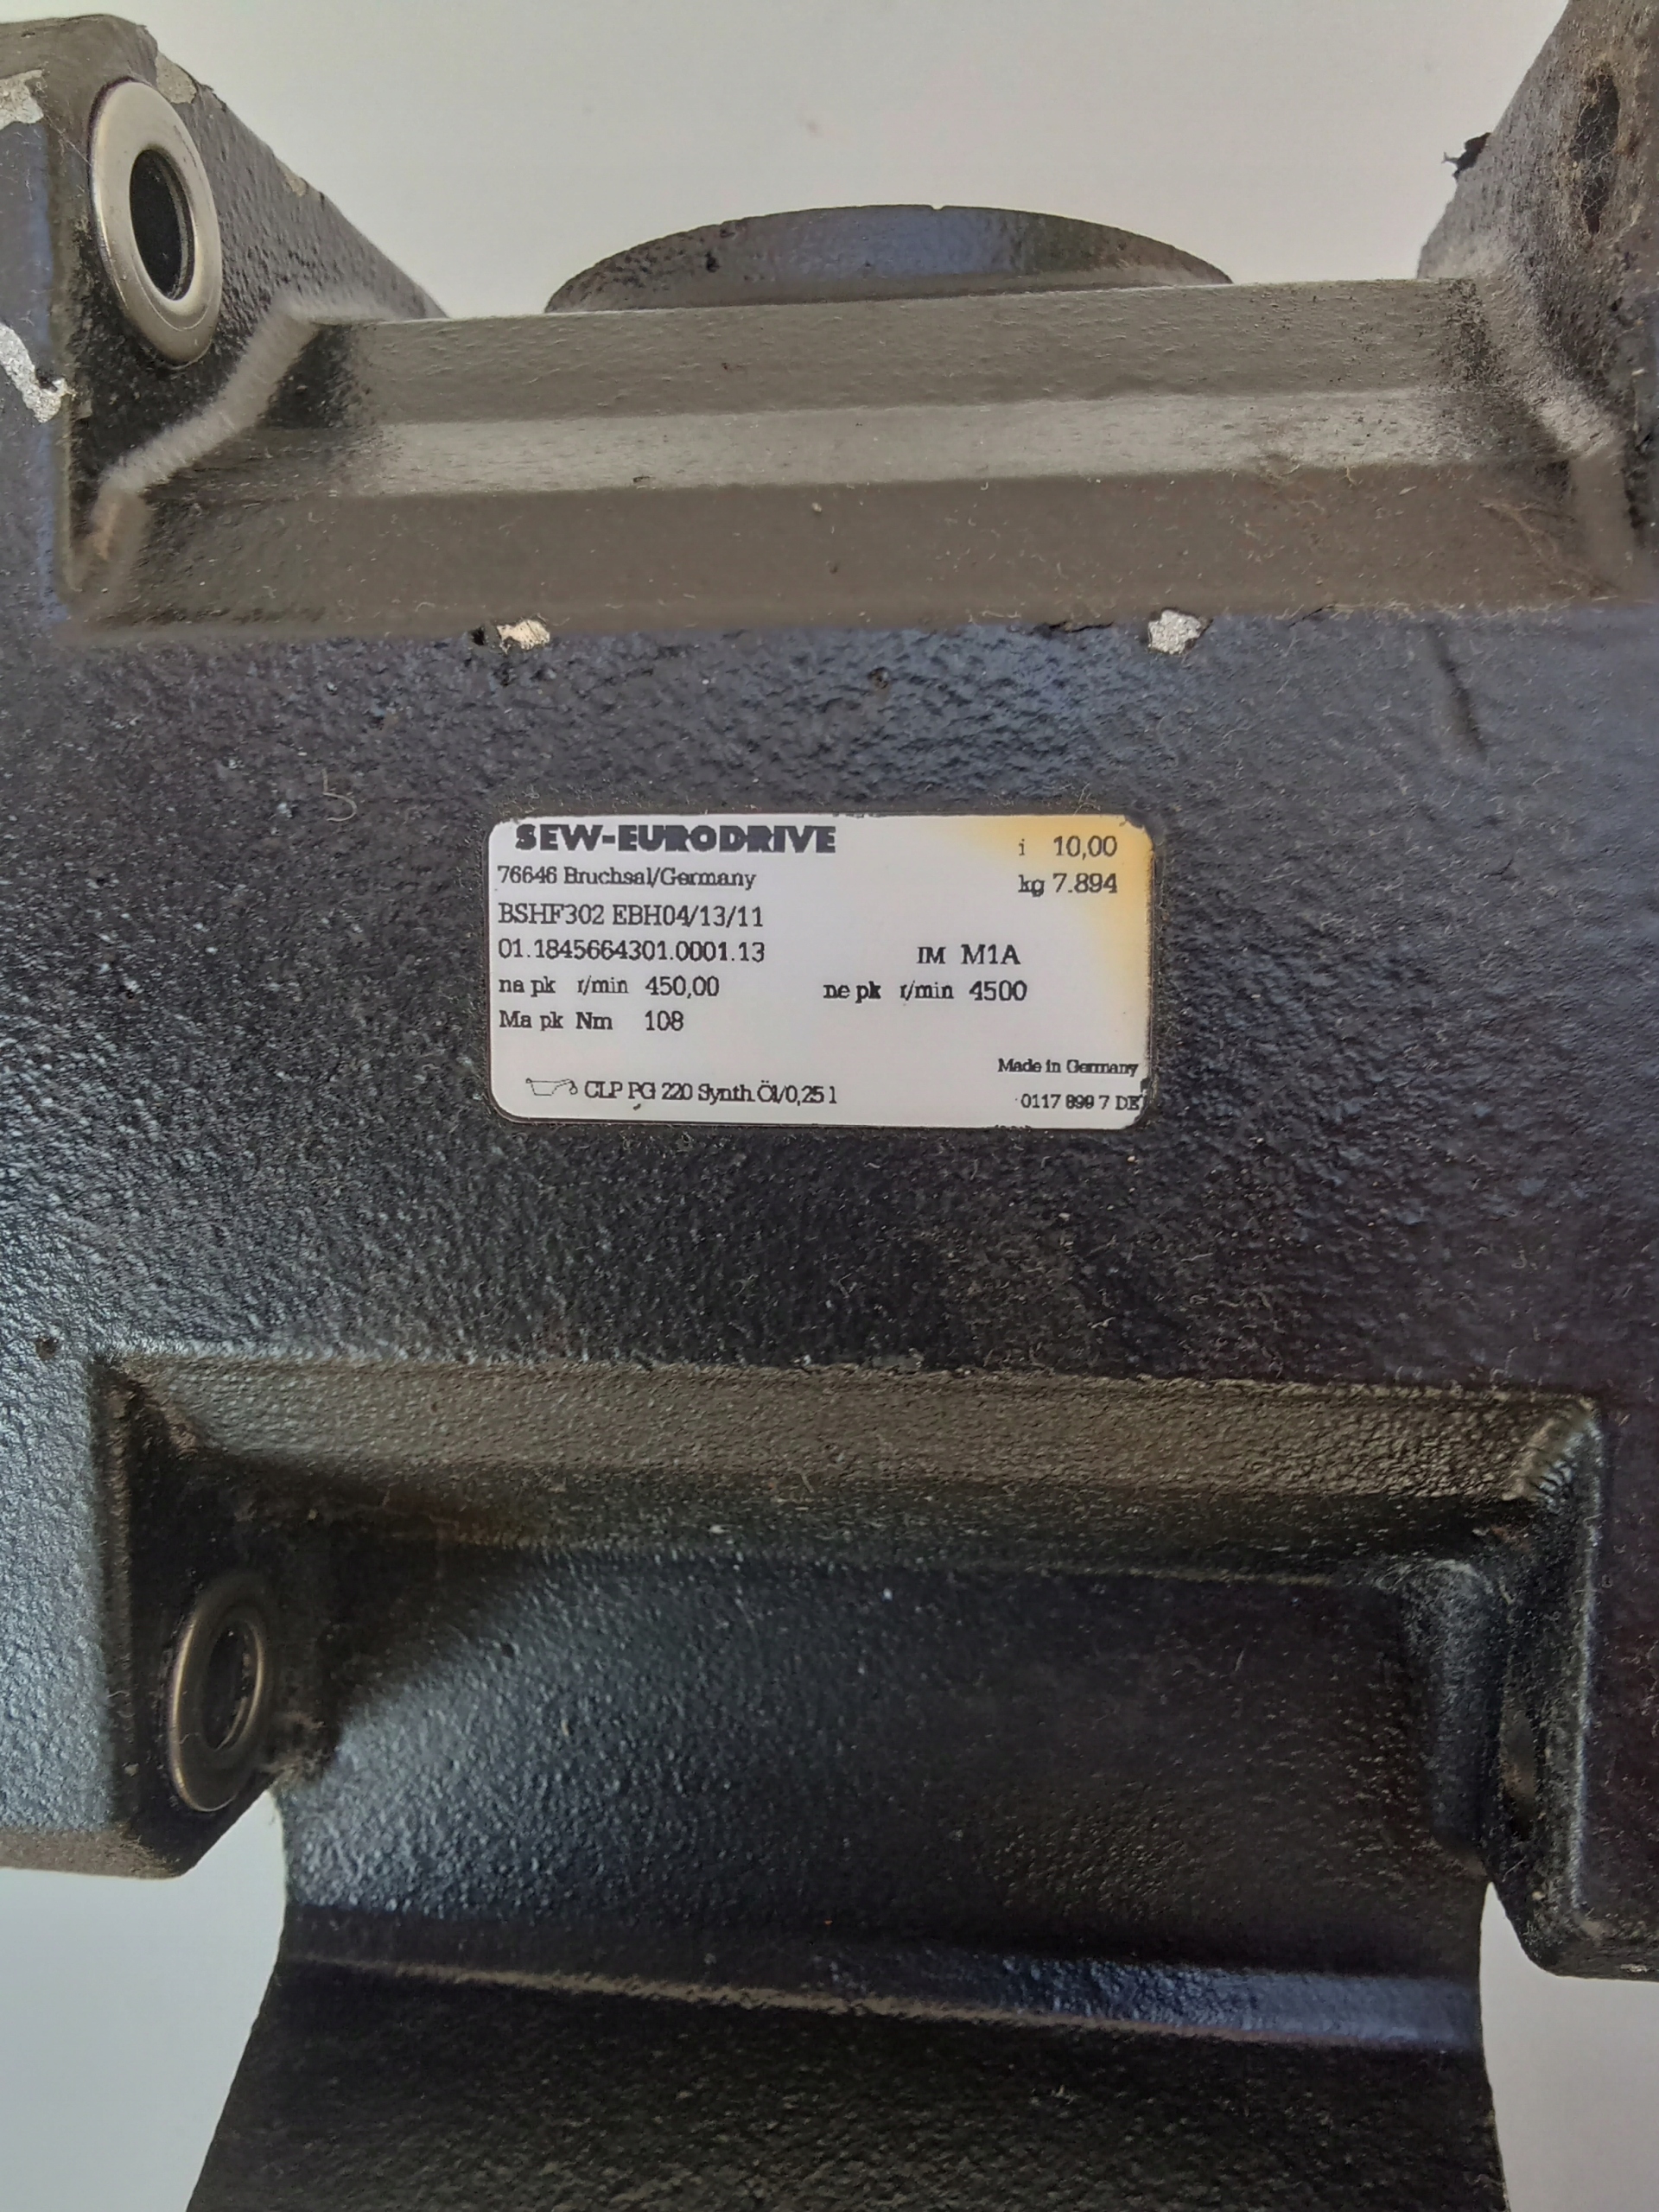 SEW-EURODRIVE
i 10,00
76646 Bruchsal/Germany
kg 7.894
BSHF302 EBH04/13/11
01.1845664301.0001.13 IM M1A
na pk r/min 450,00 ne pk r/min 4500
Ma pk Nm 108
Made in Germany
CLP PG 220 Synth.Öl/0,25 l
0117 899 7 DE